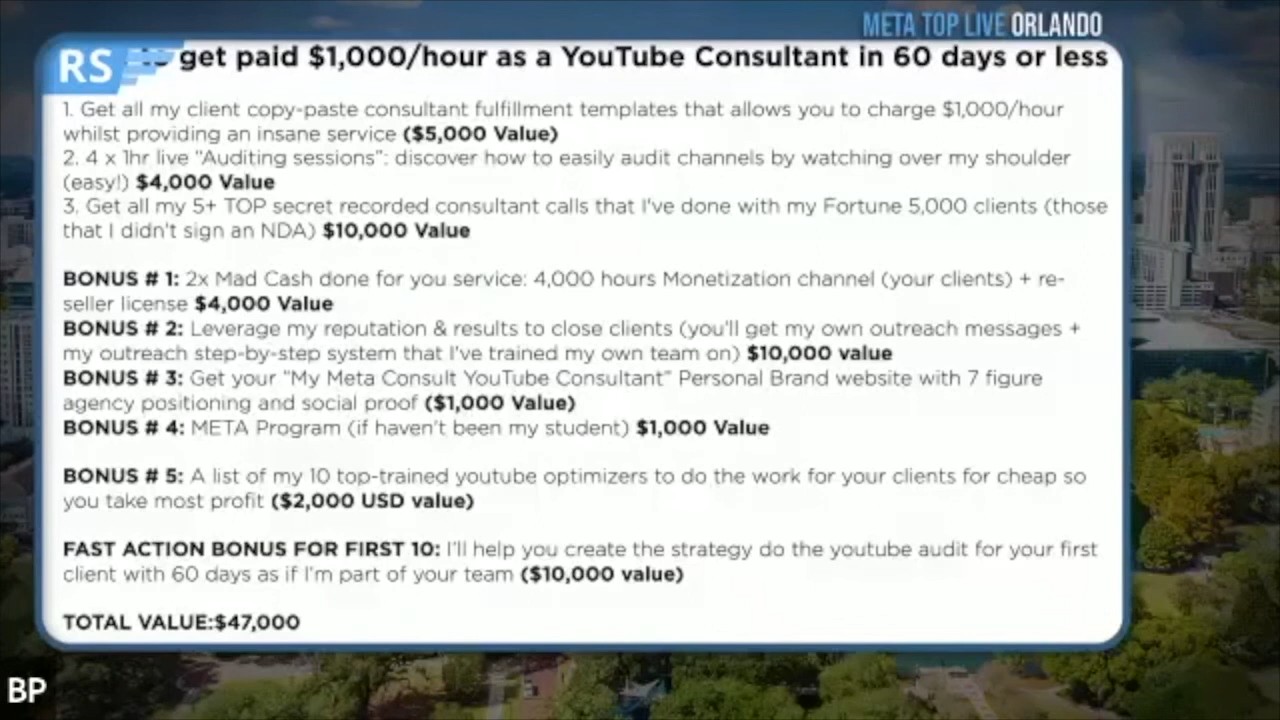 META TOP LIVE ORLANDO
RS
get paid $1,000/hour as a YouTube Consultant in 60 days or less
1. Get all my client copy-paste consultant fulfillment templates that allows you to charge $1,000/hour
whilst providing an insane service ($5,000 Value)
2. 4 x 1hr live "Auditing sessions": discover how to easily audit channels by watching over my shoulder
(easy!) $4,000 Value
3. Get all my 5+ TOP secret recorded consultant calls that I've done with my Fortune 5,000 clients (those
that I didn't sign an NDA) $10,000 Value
BONUS # 1: 2x Mad Cash done for you service: 4,000 hours Monetization channel (your clients) + re-
seller license $4,000 Value
BONUS # 2: Leverage my reputation & results to close clients (you'll get my own outreach messages +
my outreach step-by-step system that I've trained my own team on) $10,000 value
BONUS # 3: Get your "My Meta Consult YouTube Consultant" Personal Brand website with 7 figure
agency positioning and social proof ($1,000 Value)
BONUS # 4: META Program (if haven't been my student) $1,000 Value
BONUS # 5: A list of my 10 top-trained youtube optimizers to do the work for your clients for cheap so
you take most profit ($2,000 USD value)
FAST ACTION BONUS FOR FIRST 10: I'll help you create the strategy do the youtube audit for your first
client with 60 days as if I'm part of your team ($10,000 value)
TOTAL VALUE:$47,000
BP